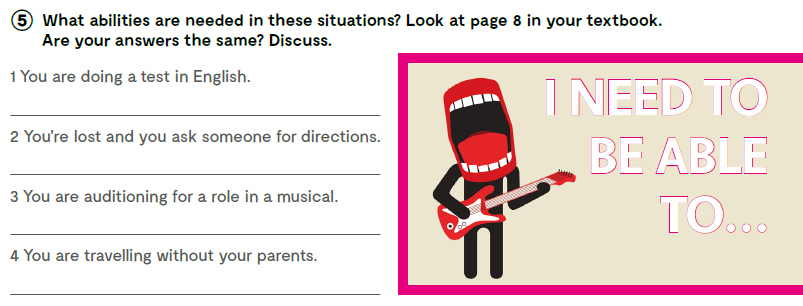 5 What abilities are needed in these situations? Look at page 8 in your textbook.
Are your answers the same? Discuss.
1 You are doing a test in English.
2 You're lost and you ask someone for directions.
3 You are auditioning for a role in a musical.
4 You are travelling without your parents.
I NEED TO
BE ABLE
TO...